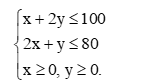 x + 2y ≤ 100
2x + y ≤ 80
x ≥ 0, y ≥ 0.